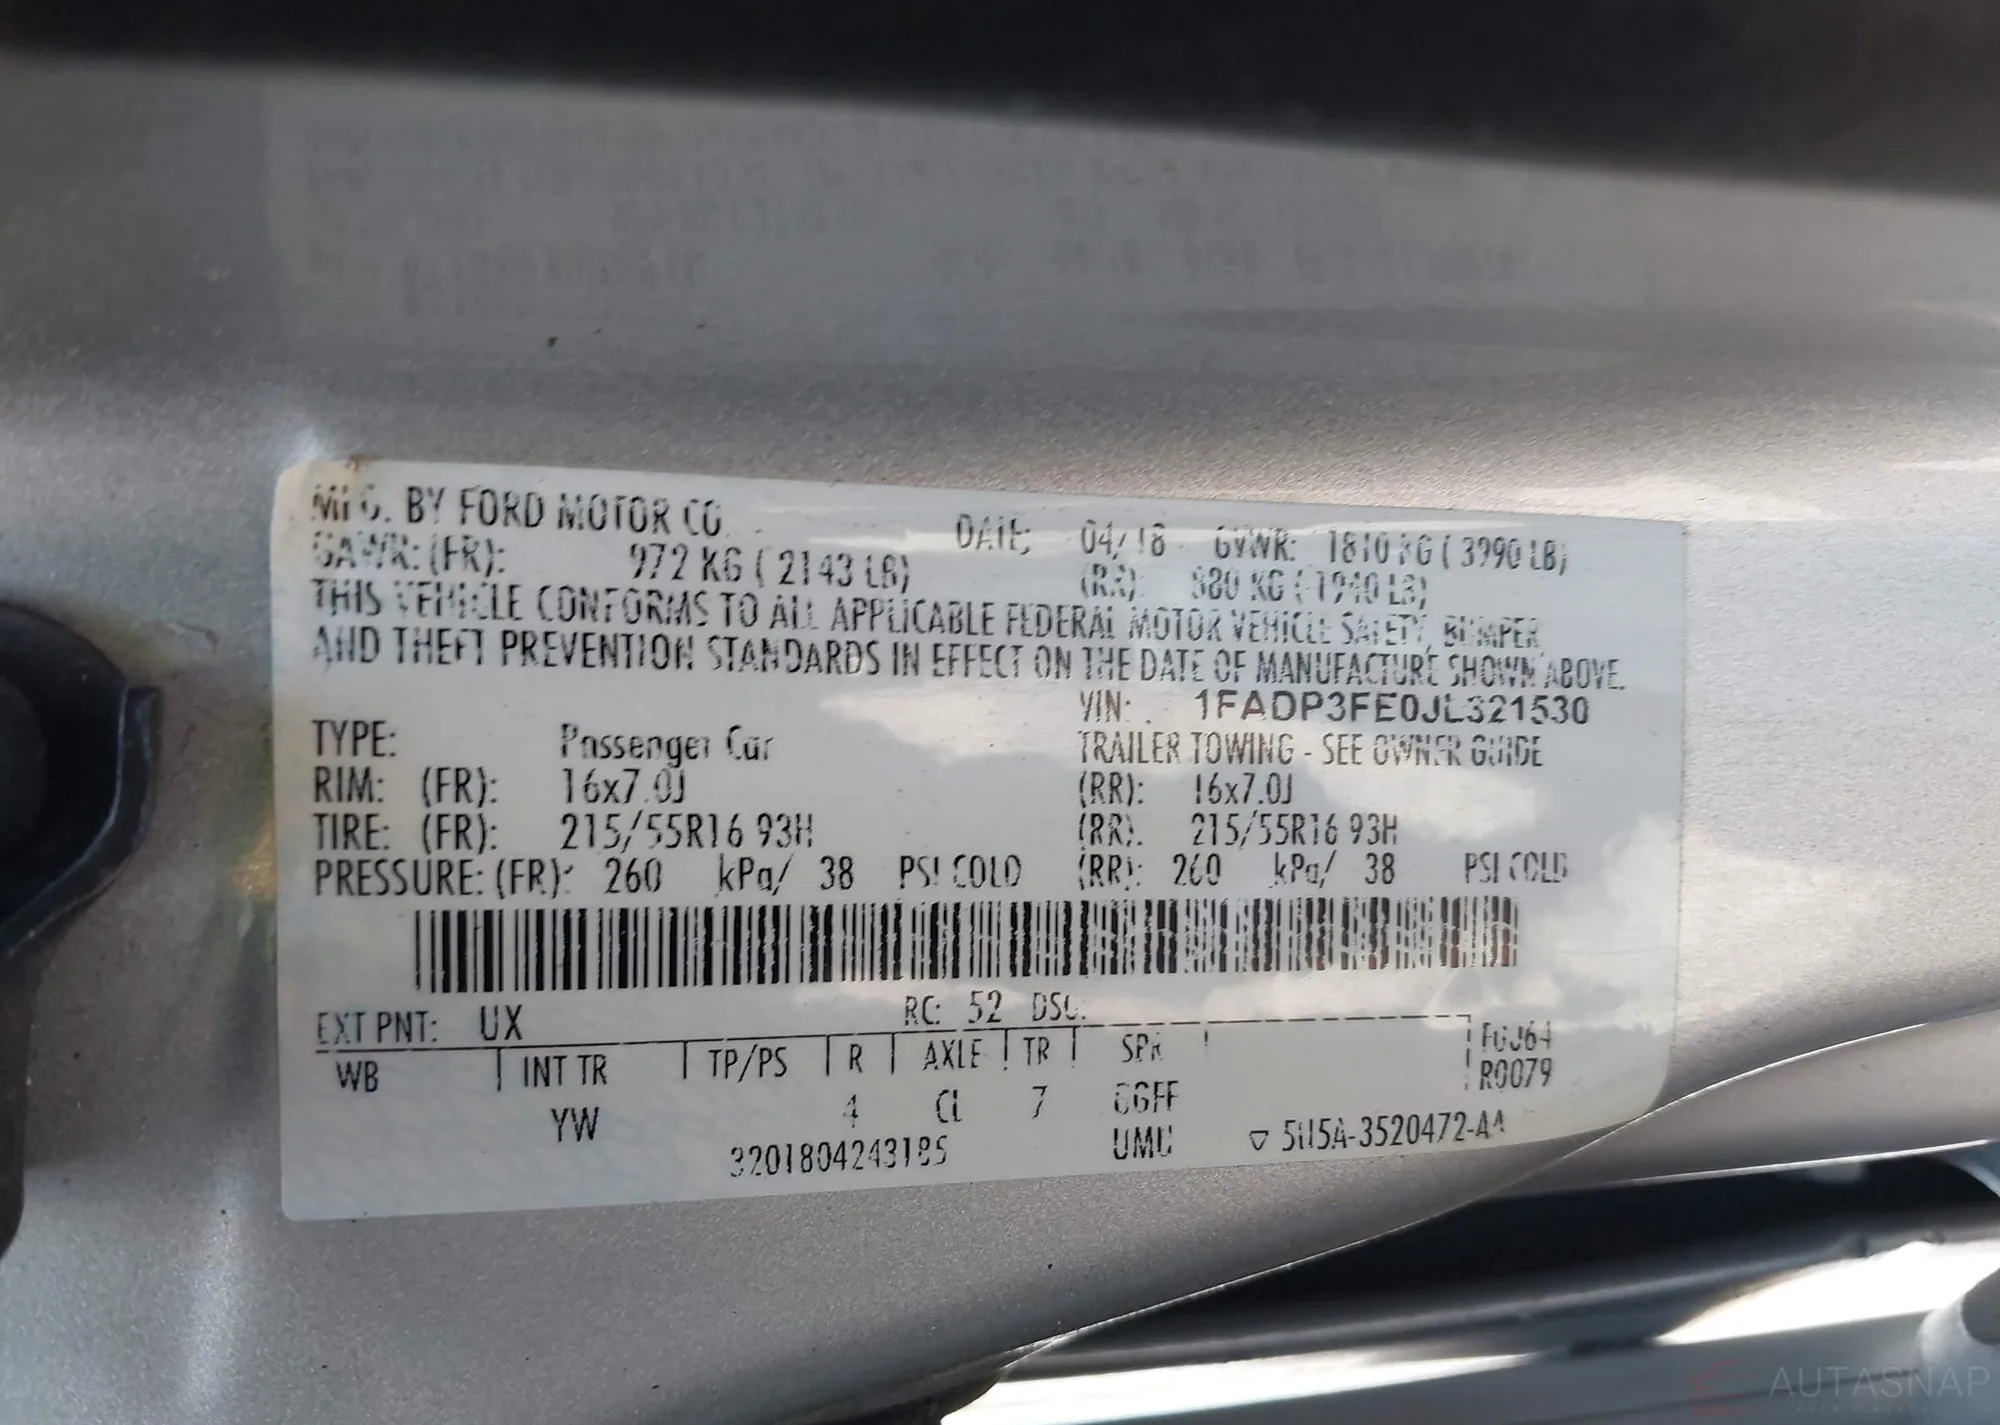 MFG. BY FORD MOTOR CO. DATE: 04/18 GVWR: 1810 KG ( 3990 LB)
GAWR: (FR): 972 KG ( 2143 LB) (RR): 880 KG ( 1940 LB)
THIS VEHICLE CONFORMS TO ALL APPLICABLE FEDERAL MOTOR VEHICLE SAFETY, BUMPER,
AND THEFT PREVENTION STANDARDS IN EFFECT ON THE DATE OF MANUFACTURE SHOWN ABOVE.
VIN: 1FADP3FE0JL321530
TYPE: Passenger Car TRAILER TOWING - SEE OWNER GUIDE
RIM: (FR): 16x7.0J (RR): 16x7.0J
TIRE: (FR): 215/55R16 93H (RR): 215/55R16 93H
PRESSURE: (FR): 260 kPa/ 38 PSI COLD (RR): 260 kPa/ 38 PSI COLD
EXT PNT: UX RC: 52 DSO:
WB INT TR TP/PS R AXLE TR SPR
R0079
YW 4 CL 7
3201804243185 ▽ 5U5A-3520472-AA
AUTASNAP